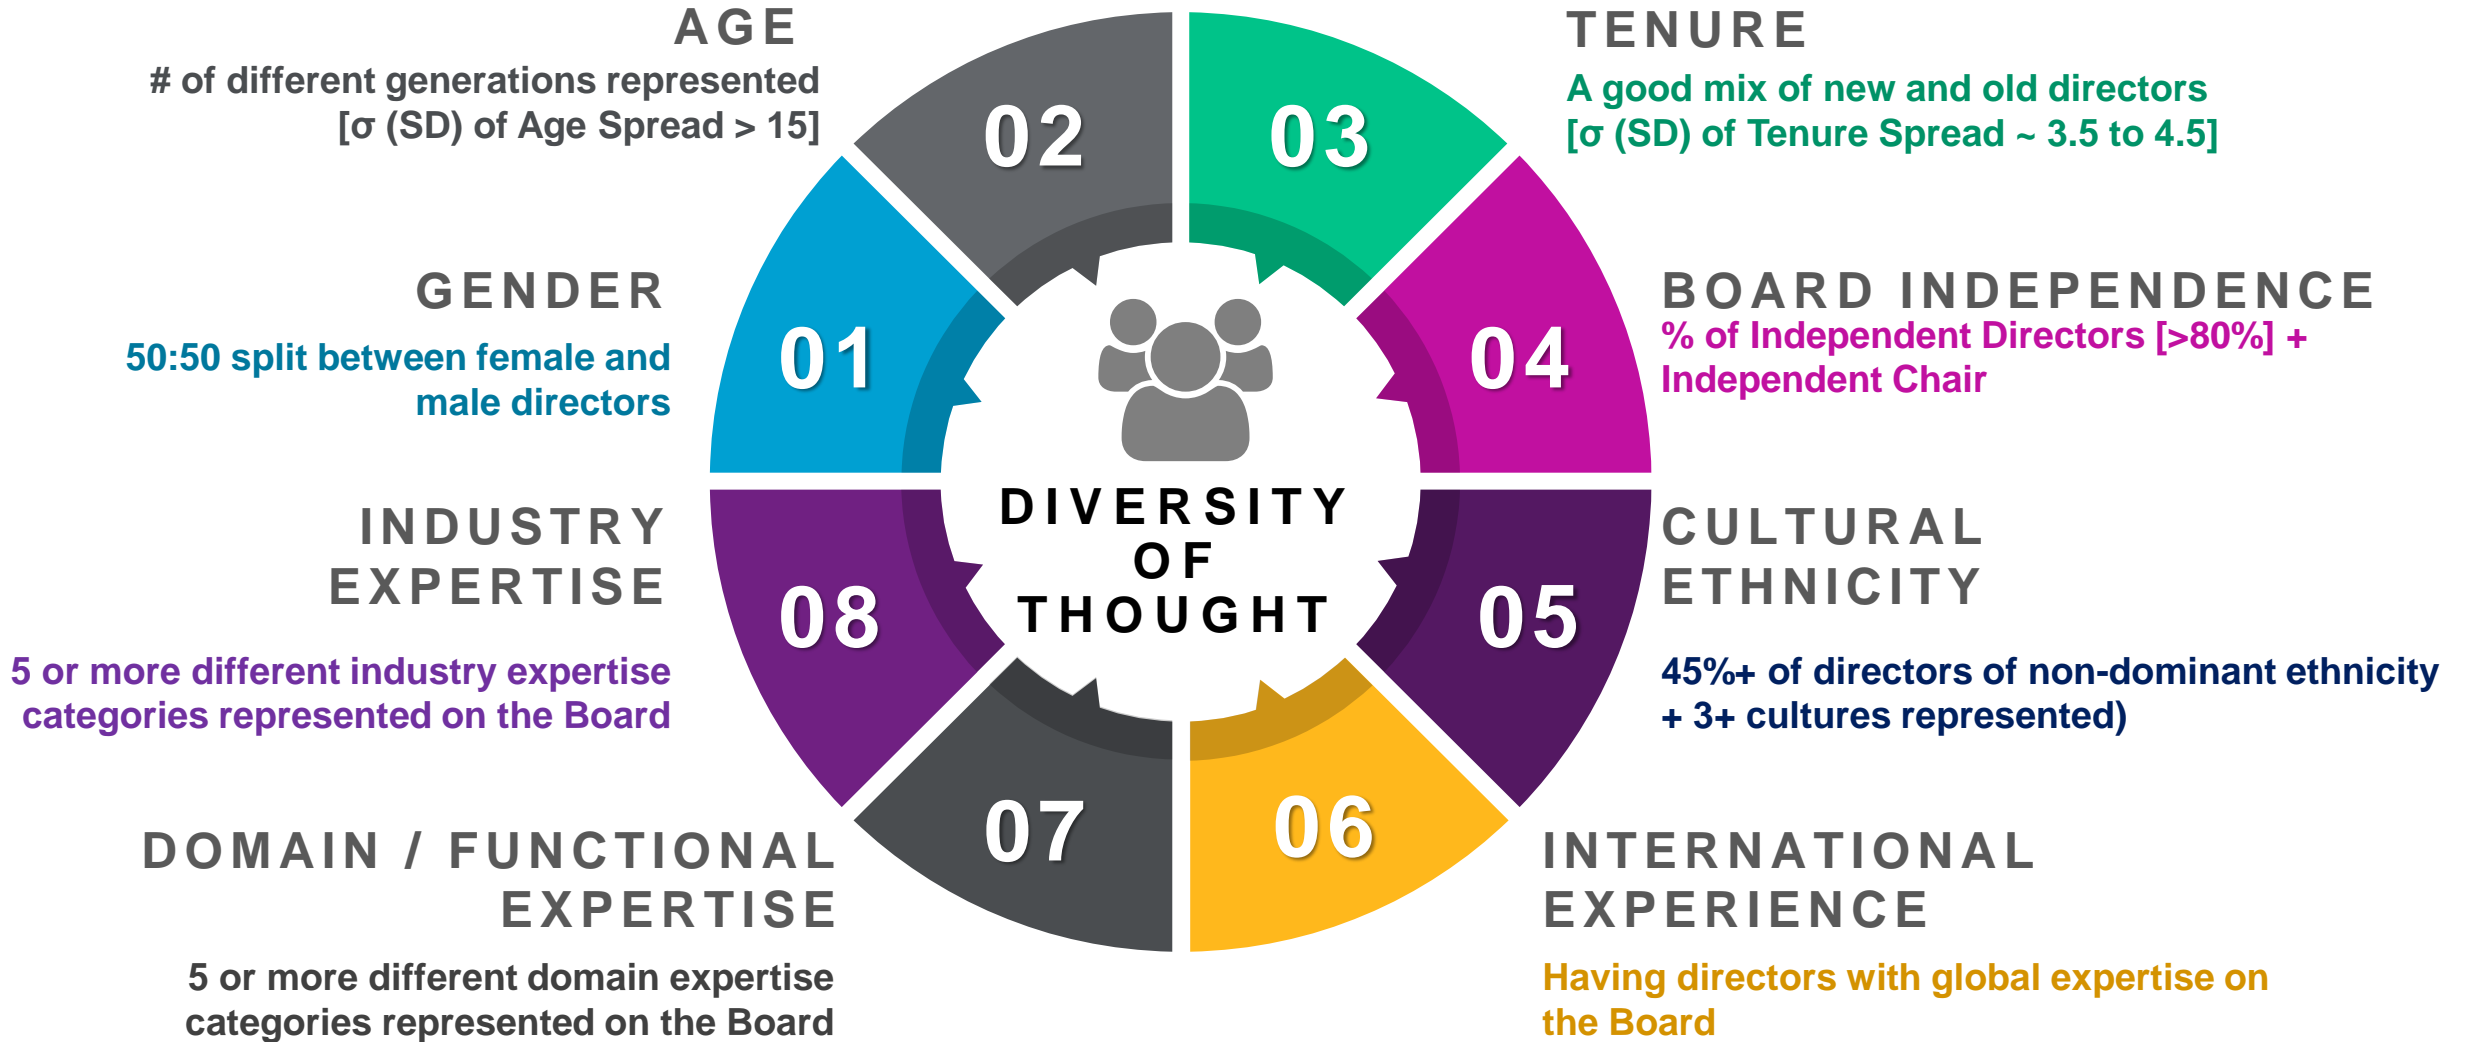 AGE
# of different generations represented
[σ (SD) of Age Spread > 15]
02
03
TENURE
A good mix of new and old directors
[σ (SD) of Tenure Spread ~ 3.5 to 4.5]
GENDER
50:50 split between female and
male directors
01
04
BOARD INDEPENDENCE
% of Independent Directors [>80%] +
Independent Chair
DIVERSITY
OF
THOUGHT
INDUSTRY
EXPERTISE
5 or more different industry expertise
categories represented on the Board
08
05
CULTURAL
ETHNICITY
45%+ of directors of non-dominant ethnicity
+ 3+ cultures represented)
DOMAIN / FUNCTIONAL
EXPERTISE
5 or more different domain expertise
categories represented on the Board
07
06
INTERNATIONAL
EXPERIENCE
Having directors with global expertise on
the Board